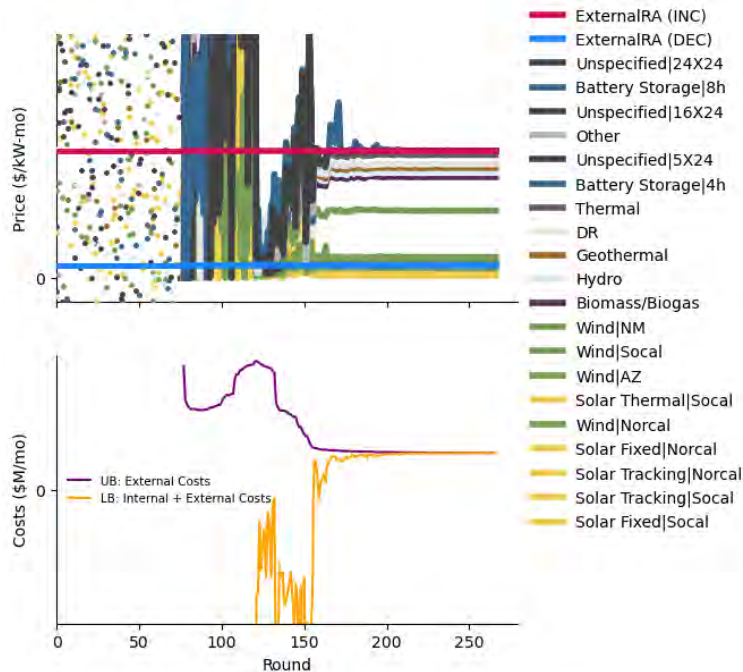 Price ($/kW-mo)
0
ExternalRA (INC)
ExternalRA (DEC)
Unspecified|24X24
Battery Storage|8h
Unspecified|16X24
Other
Unspecified|5X24
Battery Storage|4h
Thermal
DR
Geothermal
Hydro
Biomass/Biogas
Wind|NM
Wind|Socal
Wind|AZ
Solar Thermal|Socal
Wind|Norcal
Solar Fixed|Norcal
Solar Tracking|Norcal
Solar Tracking|Socal
Solar Fixed|Socal
Costs ($M/mo)
0
UB: External Costs
LB: Internal + External Costs
0 50 100 150 200 250
Round